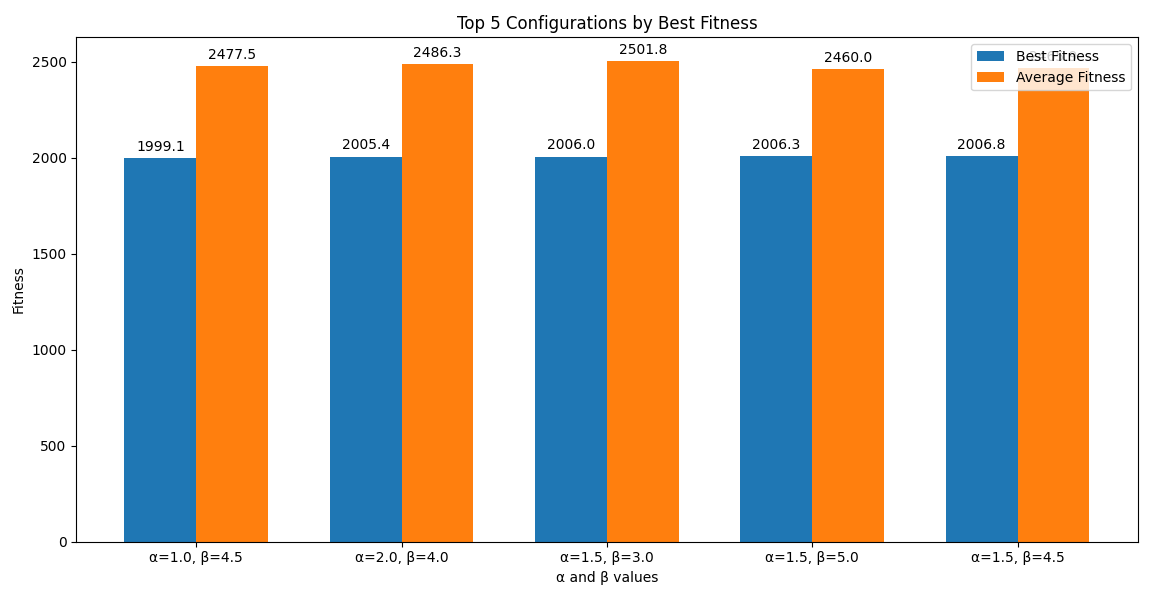 Top 5 Configurations by Best Fitness
2477.5
2486.3
2501.8
2460.0
1999.1
2005.4
2006.0
2006.3
2006.8
Best Fitness
Average Fitness
Fitness
2500
2000
1500
1000
500
0
α=1.0, β=4.5
α=2.0, β=4.0
α=1.5, β=3.0
α=1.5, β=5.0
α=1.5, β=4.5
α and β values